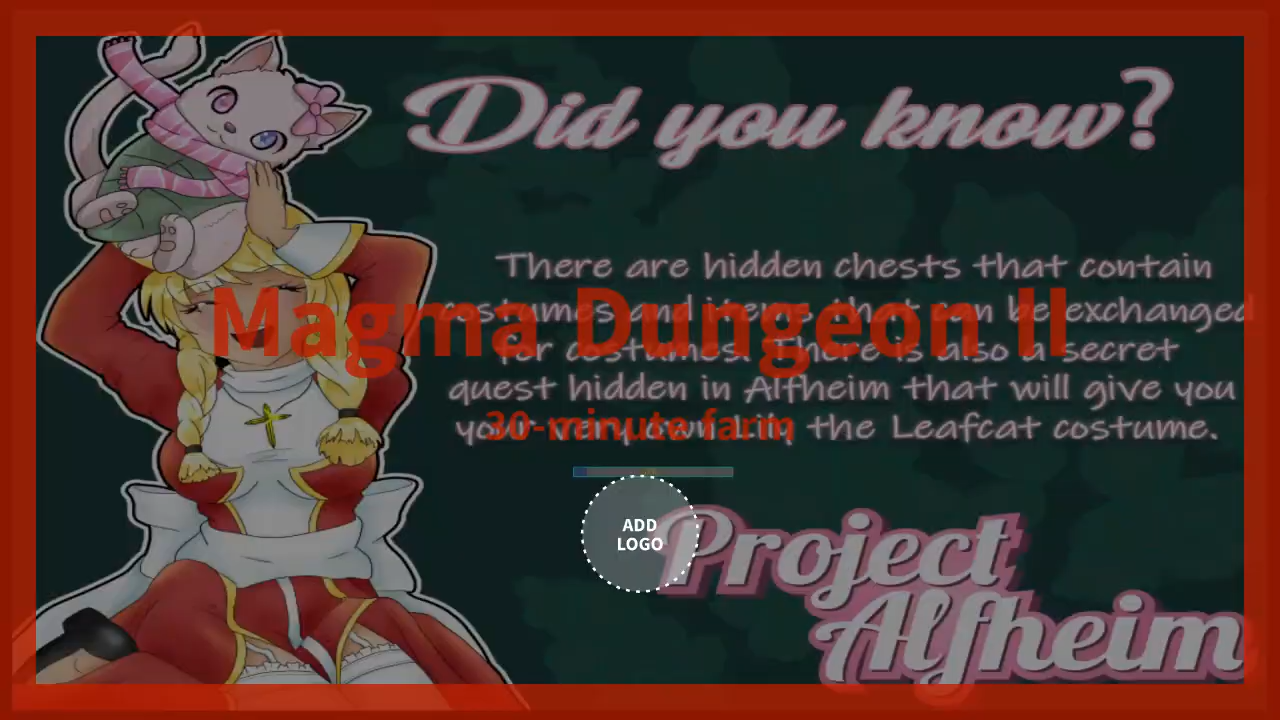 Did you know?
There are hidden chests that contain
costumes and items that can be exchanged
Magma Dungeon II
for costumes. There is also a secret
quest hidden in Alfheim that will give you
your very own Lily the Leafcat costume.
30-minute farm
ADD
LOGO
Project
Alfheim